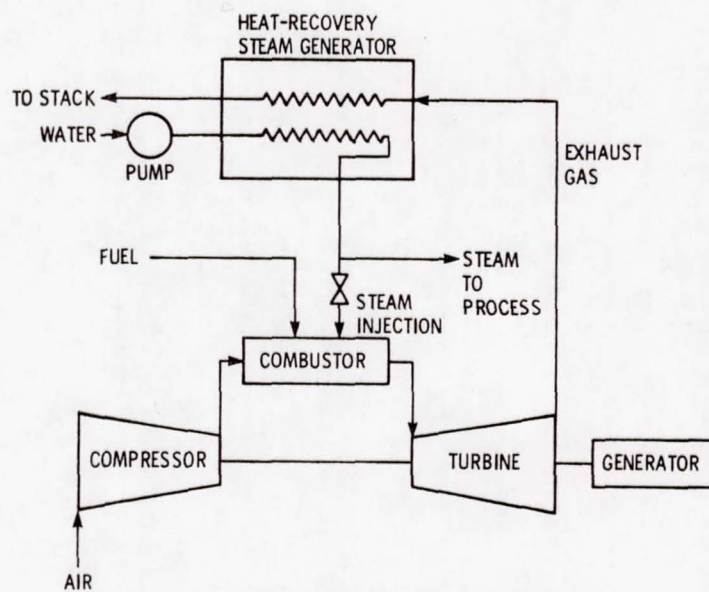 HEAT-RECOVERY
STEAM GENERATOR
TO STACK
WATER
PUMP
EXHAUST
GAS
FUEL
STEAM
TO
PROCESS
STEAM
INJECTION
COMBUSTOR
COMPRESSOR
TURBINE
GENERATOR
AIR